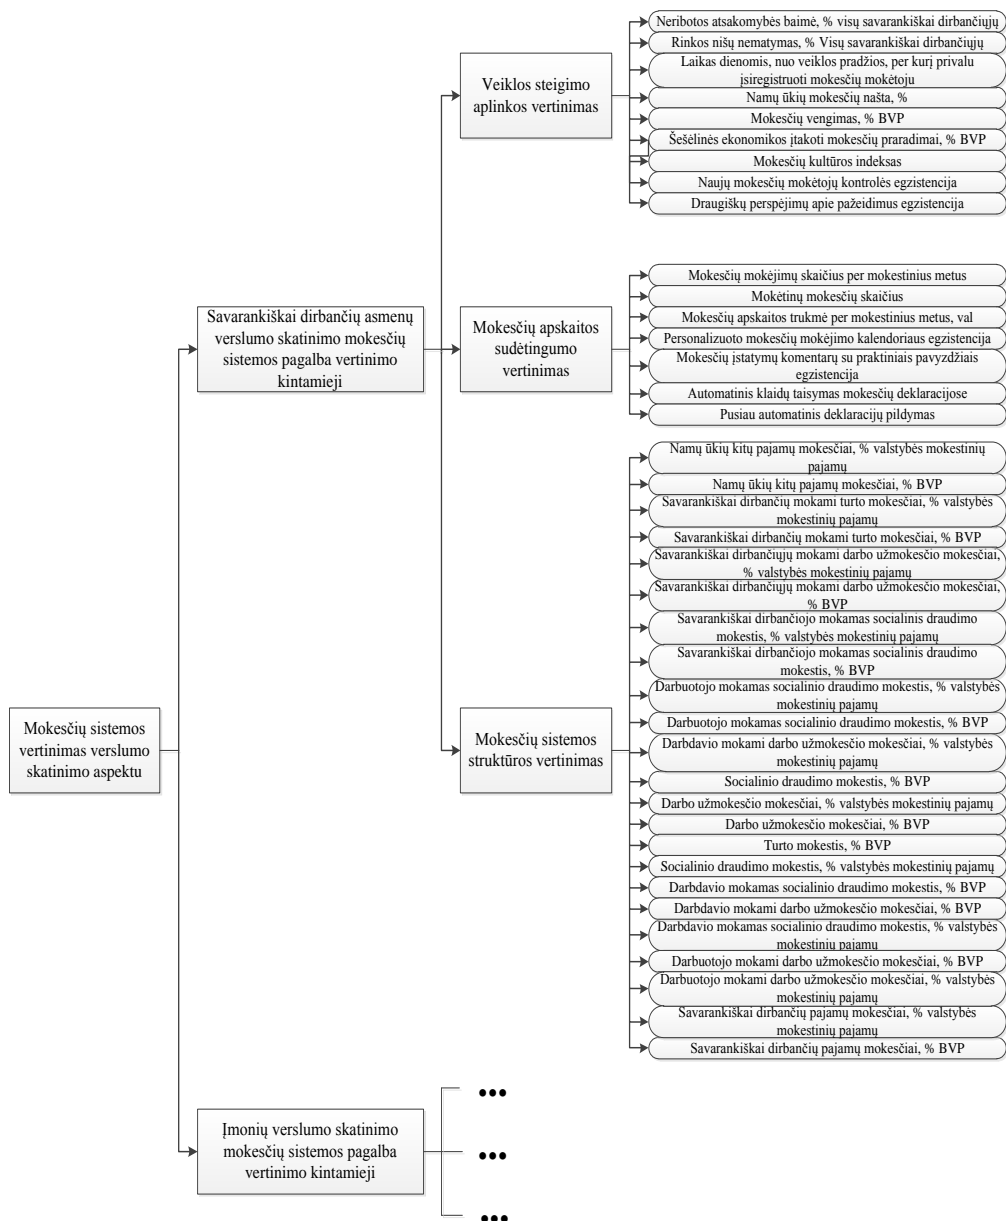 Mokesčių sistemos
vertinimas verslumo
skatinimo aspektu
Savarankiškai dirbančių asmenų
verslumo skatinimo mokesčių
sistemos pagalba vertinimo
kintamieji
Veiklos steigimo
aplinkos vertinimas
Neribotos atsakomybės baimė, % visų savarankiškai dirbančiųjų
Rinkos nišų nematymas, % Visų savarankiškai dirbančiųjų
Laikas dienomis, nuo veiklos pradžios, per kurį privalu
įsiregistruoti mokesčių mokėtoju
Namų ūkių mokesčių našta, %
Mokesčių vengimas, % BVP
Šešėlinės ekonomikos įtakoti mokesčių praradimai, % BVP
Mokesčių kultūros indeksas
Naujų mokesčių mokėtojų kontrolės egzistencija
Draugiškų perspėjimų apie pažeidimus egzistencija
Mokesčių apskaitos
sudėtingumo
vertinimas
Mokesčių mokėjimų skaičius per mokestinius metus
Mokėtinų mokesčių skaičius
Mokesčių apskaitos trukmė per mokestinius metus, val
Personalizuoto mokesčių mokėjimo kalendoriaus egzistencija
Mokesčių įstatymų komentarų su praktiniais pavyzdžiais
egzistencija
Automatinis klaidų taisymas mokesčių deklaracijose
Pusiau automatinis deklaracijų pildymas
Mokesčių sistemos
struktūros vertinimas
Namų ūkių kitų pajamų mokesčiai, % valstybės mokestinių
pajamų
Namų ūkių kitų pajamų mokesčiai, % BVP
Savarankiškai dirbančių mokami turto mokesčiai, % valstybės
mokestinių pajamų
Savarankiškai dirbančių mokami turto mokesčiai, % BVP
Savarankiškai dirbančiųjų mokami darbo užmokesčio mokesčiai,
% valstybės mokestinių pajamų
Savarankiškai dirbančiųjų mokami darbo užmokesčio mokesčiai,
% BVP
Savarankiškai dirbančiojo mokamas socialinio draudimo
mokestis, % valstybės mokestinių pajamų
Savarankiškai dirbančiojo mokamas socialinis draudimo
mokestis, % BVP
Darbuotojo mokamas socialinio draudimo mokestis, % valstybės
mokestinių pajamų
Darbuotojo mokamas socialinio draudimo mokestis, % BVP
Darbdavio mokami darbo užmokesčio mokesčiai, % valstybės
mokestinių pajamų
Socialinio draudimo mokestis, % BVP
Darbo užmokesčio mokesčiai, % valstybės mokestinių pajamų
Darbo užmokesčio mokesčiai, % BVP
Turto mokestis, % BVP
Socialinio draudimo mokestis, % valstybės mokestinių pajamų
Darbdavio mokamas socialinio draudimo mokestis, % BVP
Darbdavio mokami darbo užmokesčio mokesčiai, % BVP
Darbdavio mokamas socialinio draudimo mokestis, % valstybės
mokestinių pajamų
Darbuotojo mokami darbo užmokesčio mokesčiai, % BVP
Darbuotojo mokami darbo užmokesčio mokesčiai, % valstybės
mokestinių pajamų
Savarankiškai dirbančių pajamų mokesčiai, % valstybės
mokestinių pajamų
Savarankiškai dirbančių pajamų mokesčiai, % BVP
Įmonių verslumo skatinimo
mokesčių sistemos pagalba
vertinimo kintamieji
•••
•••
•••